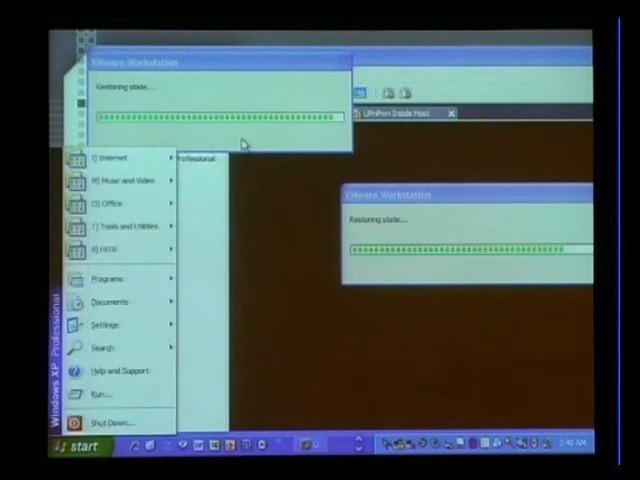 VMware Workstation
Restoring state...
UPnPwn Inside Host
Professional
I) Internet
M) Music and Video
O) Office
T) Tools and Utilities
VMware Workstation
Restoring state...
Programs
Documents
Settings
Search
Help and Support
Run...
Shut Down...
Windows XP Professional
start